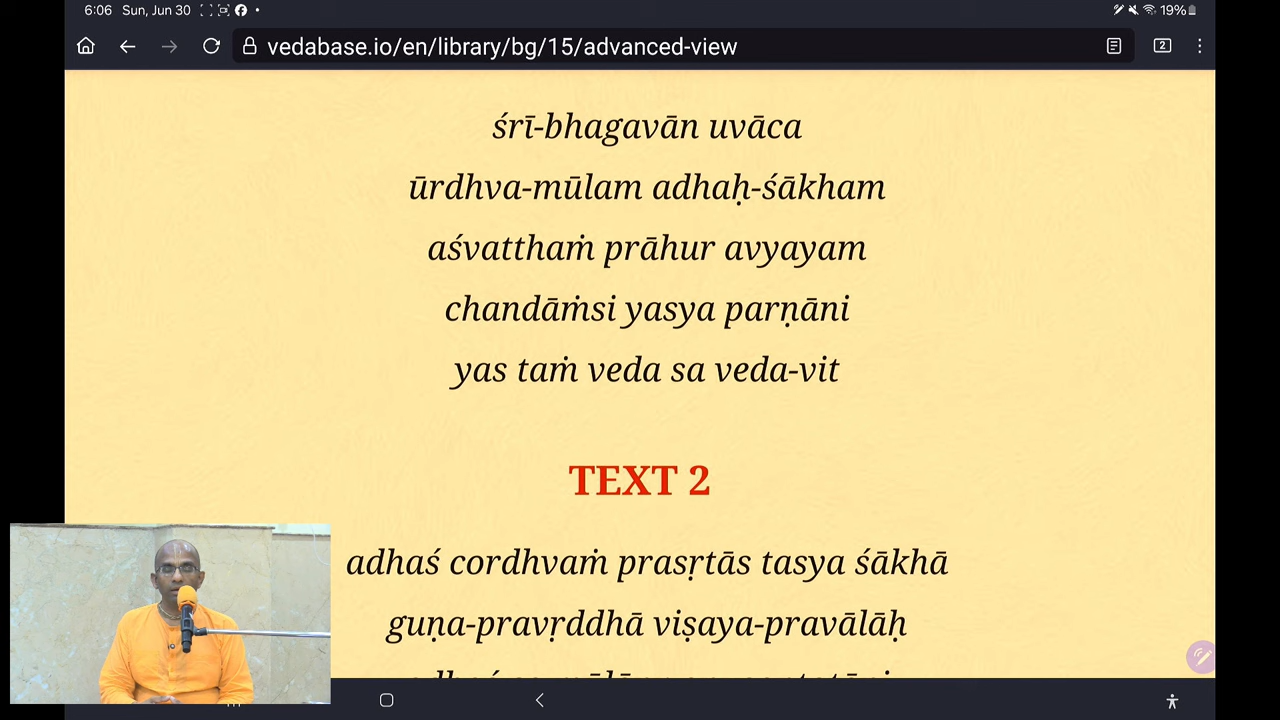 6:06 Sun, Jun 30
19%
vedabase.io/en/library/bg/15/advanced-view
2
śrī-bhagavān uvāca
ūrdhva-mūlam adhaḥ-śākham
aśvatthaṁ prāhur avyayam
chandāṁsi yasya parṇāni
yas taṁ veda sa veda-vit
TEXT 2
adhaś cordhvaṁ prasṛtās tasya śākhā
guṇa-pravṛddhā viṣaya-pravālāḥ